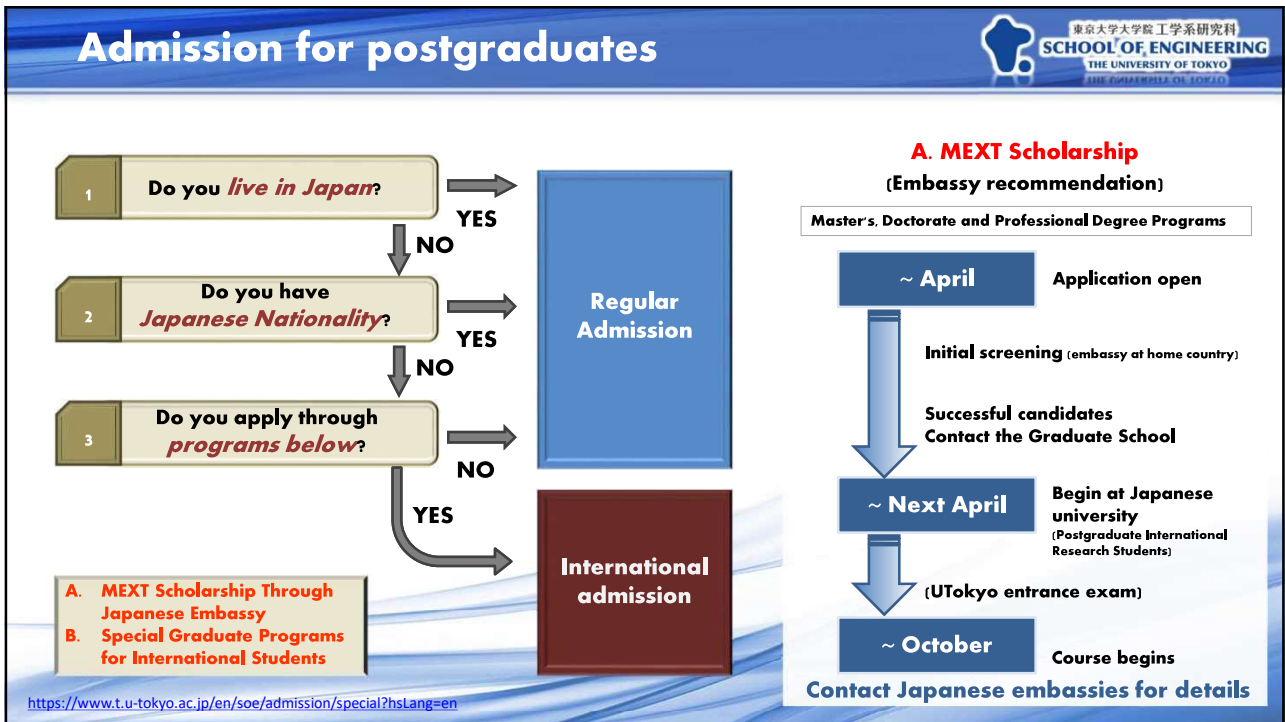 Admission for postgraduates
東京大学大学院 工学系研究科
SCHOOL OF ENGINEERING
THE UNIVERSITY OF TOKYO
1
Do you live in Japan?
YES
NO
2
Do you have
Japanese Nationality?
YES
NO
3
Do you apply through
programs below?
NO
YES
Regular
Admission
International
admission
A. MEXT Scholarship Through
Japanese Embassy
B. Special Graduate Programs
for International Students
https://www.t.u-tokyo.ac.jp/en/soe/admission/special?hsLang=en
A. MEXT Scholarship
(Embassy recommendation)
Master's, Doctorate and Professional Degree Programs
~ April
Application open
Initial screening (embassy at home country)
Successful candidates
Contact the Graduate School
~ Next April
Begin at Japanese
university
(Postgraduate International
Research Students)
(UTokyo entrance exam)
~ October
Course begins
Contact Japanese embassies for details